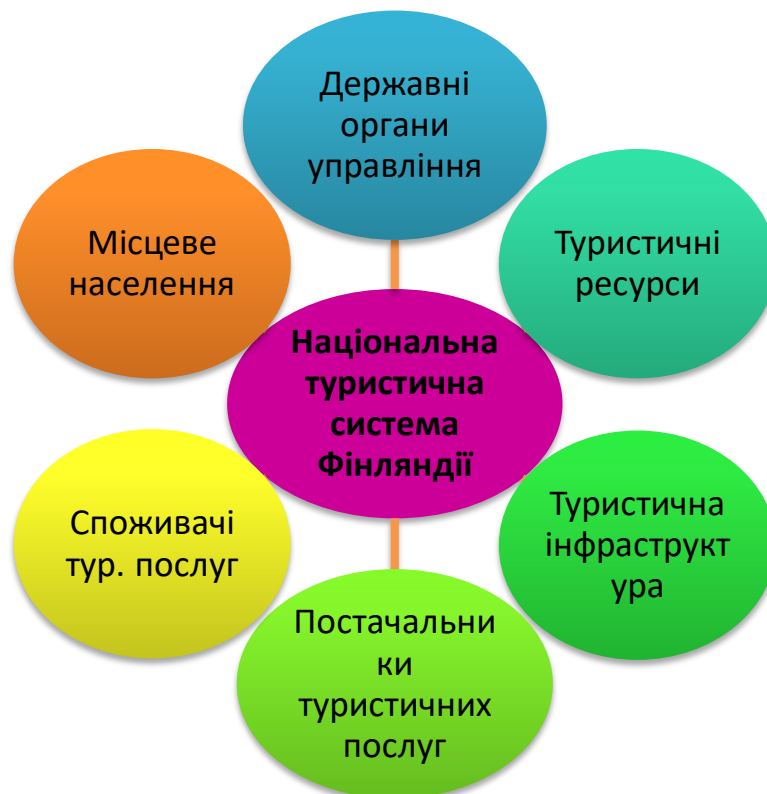 Державні
органи
управління
Місцеве
населення
Туристичні
ресурси
Національна
туристична
система
Фінляндії
Споживачі
тур. послуг
Туристична
інфраструкт
ура
Постачальни
ки
туристичних
послуг